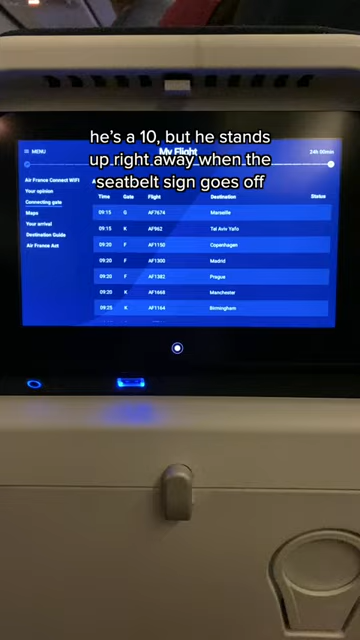 he's a 10, but he stands
up right away when the
seatbelt sign goes off
MENU
My Flight
24h 00min
Air France Connect WIFI
Your opinion
Connecting gate
Maps
Your arrival
Destination Guide
Air France Act
Time Gate Flight Destination Status
09:15 G AF7674 Marseille
09:15 K AF962 Tel Aviv Yafo
09:20 F AF1150 Copenhagen
09:20 F AF1300 Madrid
09:20 F AF1382 Prague
09:20 K AF1668 Manchester
09:25 K AF1164 Birmingham